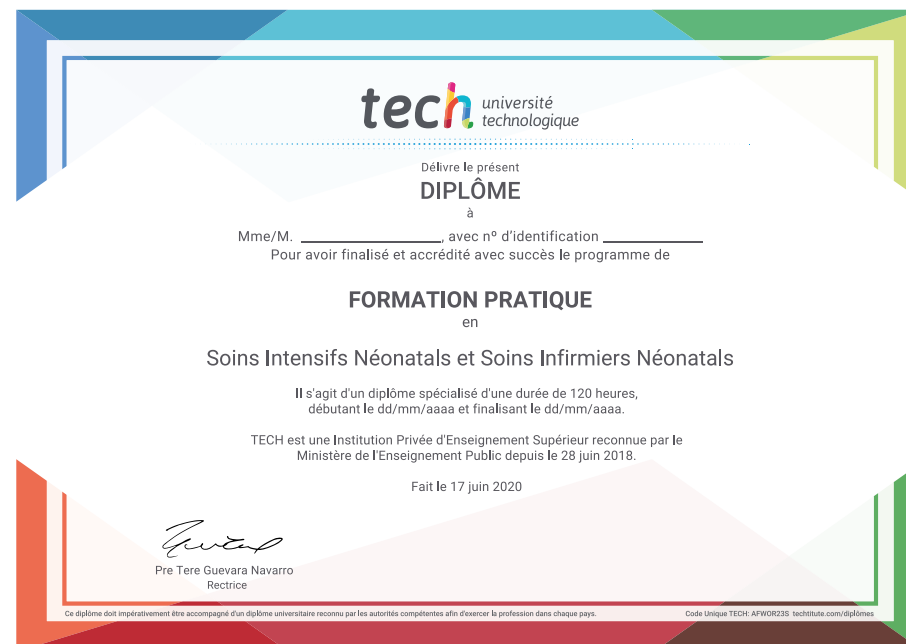 tech université
technologique
Délivre le présent
DIPLÔME
à
Mme/M. ____________, avec nº d'identification ____________
Pour avoir finalisé et accrédité avec succès le programme de
FORMATION PRATIQUE
en
Soins Intensifs Néonatals et Soins Infirmiers Néonatals
Il s'agit d'un diplôme spécialisé d'une durée de 120 heures,
débutant le dd/mm/aaaa et finalisant le dd/mm/aaaa.
TECH est une Institution Privée d'Enseignement Supérieur reconnue par le
Ministère de l'Enseignement Public depuis le 28 juin 2018.
Fait le 17 juin 2020
Pre Tere Guevara Navarro
Rectrice
Ce diplôme doit impérativement être accompagné d'un diplôme universitaire reconnu par les autorités compétentes afin d'exercer la profession dans chaque pays.
Code Unique TECH: AFWOR23S techtitute.com/diplômes